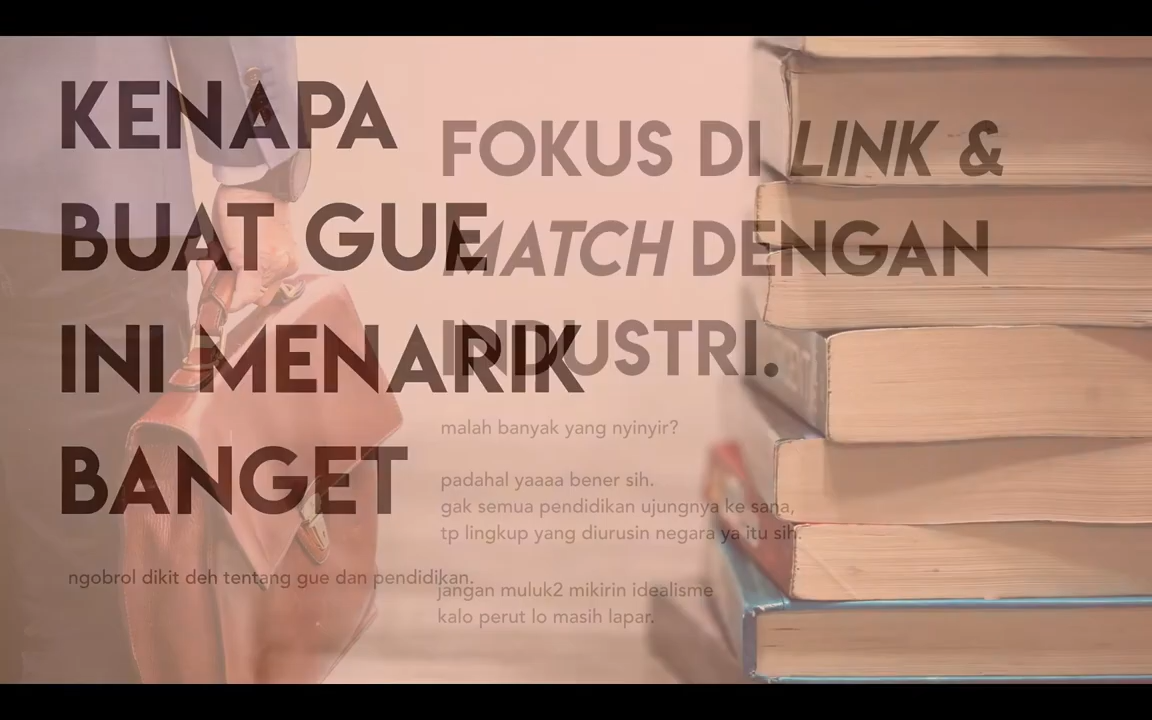 KENAPA
BUAT GUE
INI MENARIK
BANGET
ngobrol dikit deh tentang gue dan pendidikan.
FOKUS DI LINK &
MATCH DENGAN
INDUSTRI.
malah banyak yang nyinyir?
padahal yaaaa bener sih.
gak semua pendidikan ujungnya ke sana,
tp lingkup yang diurusin negara ya itu sih.
jangan muluk2 mikirin idealisme
kalo perut lo masih lapar.